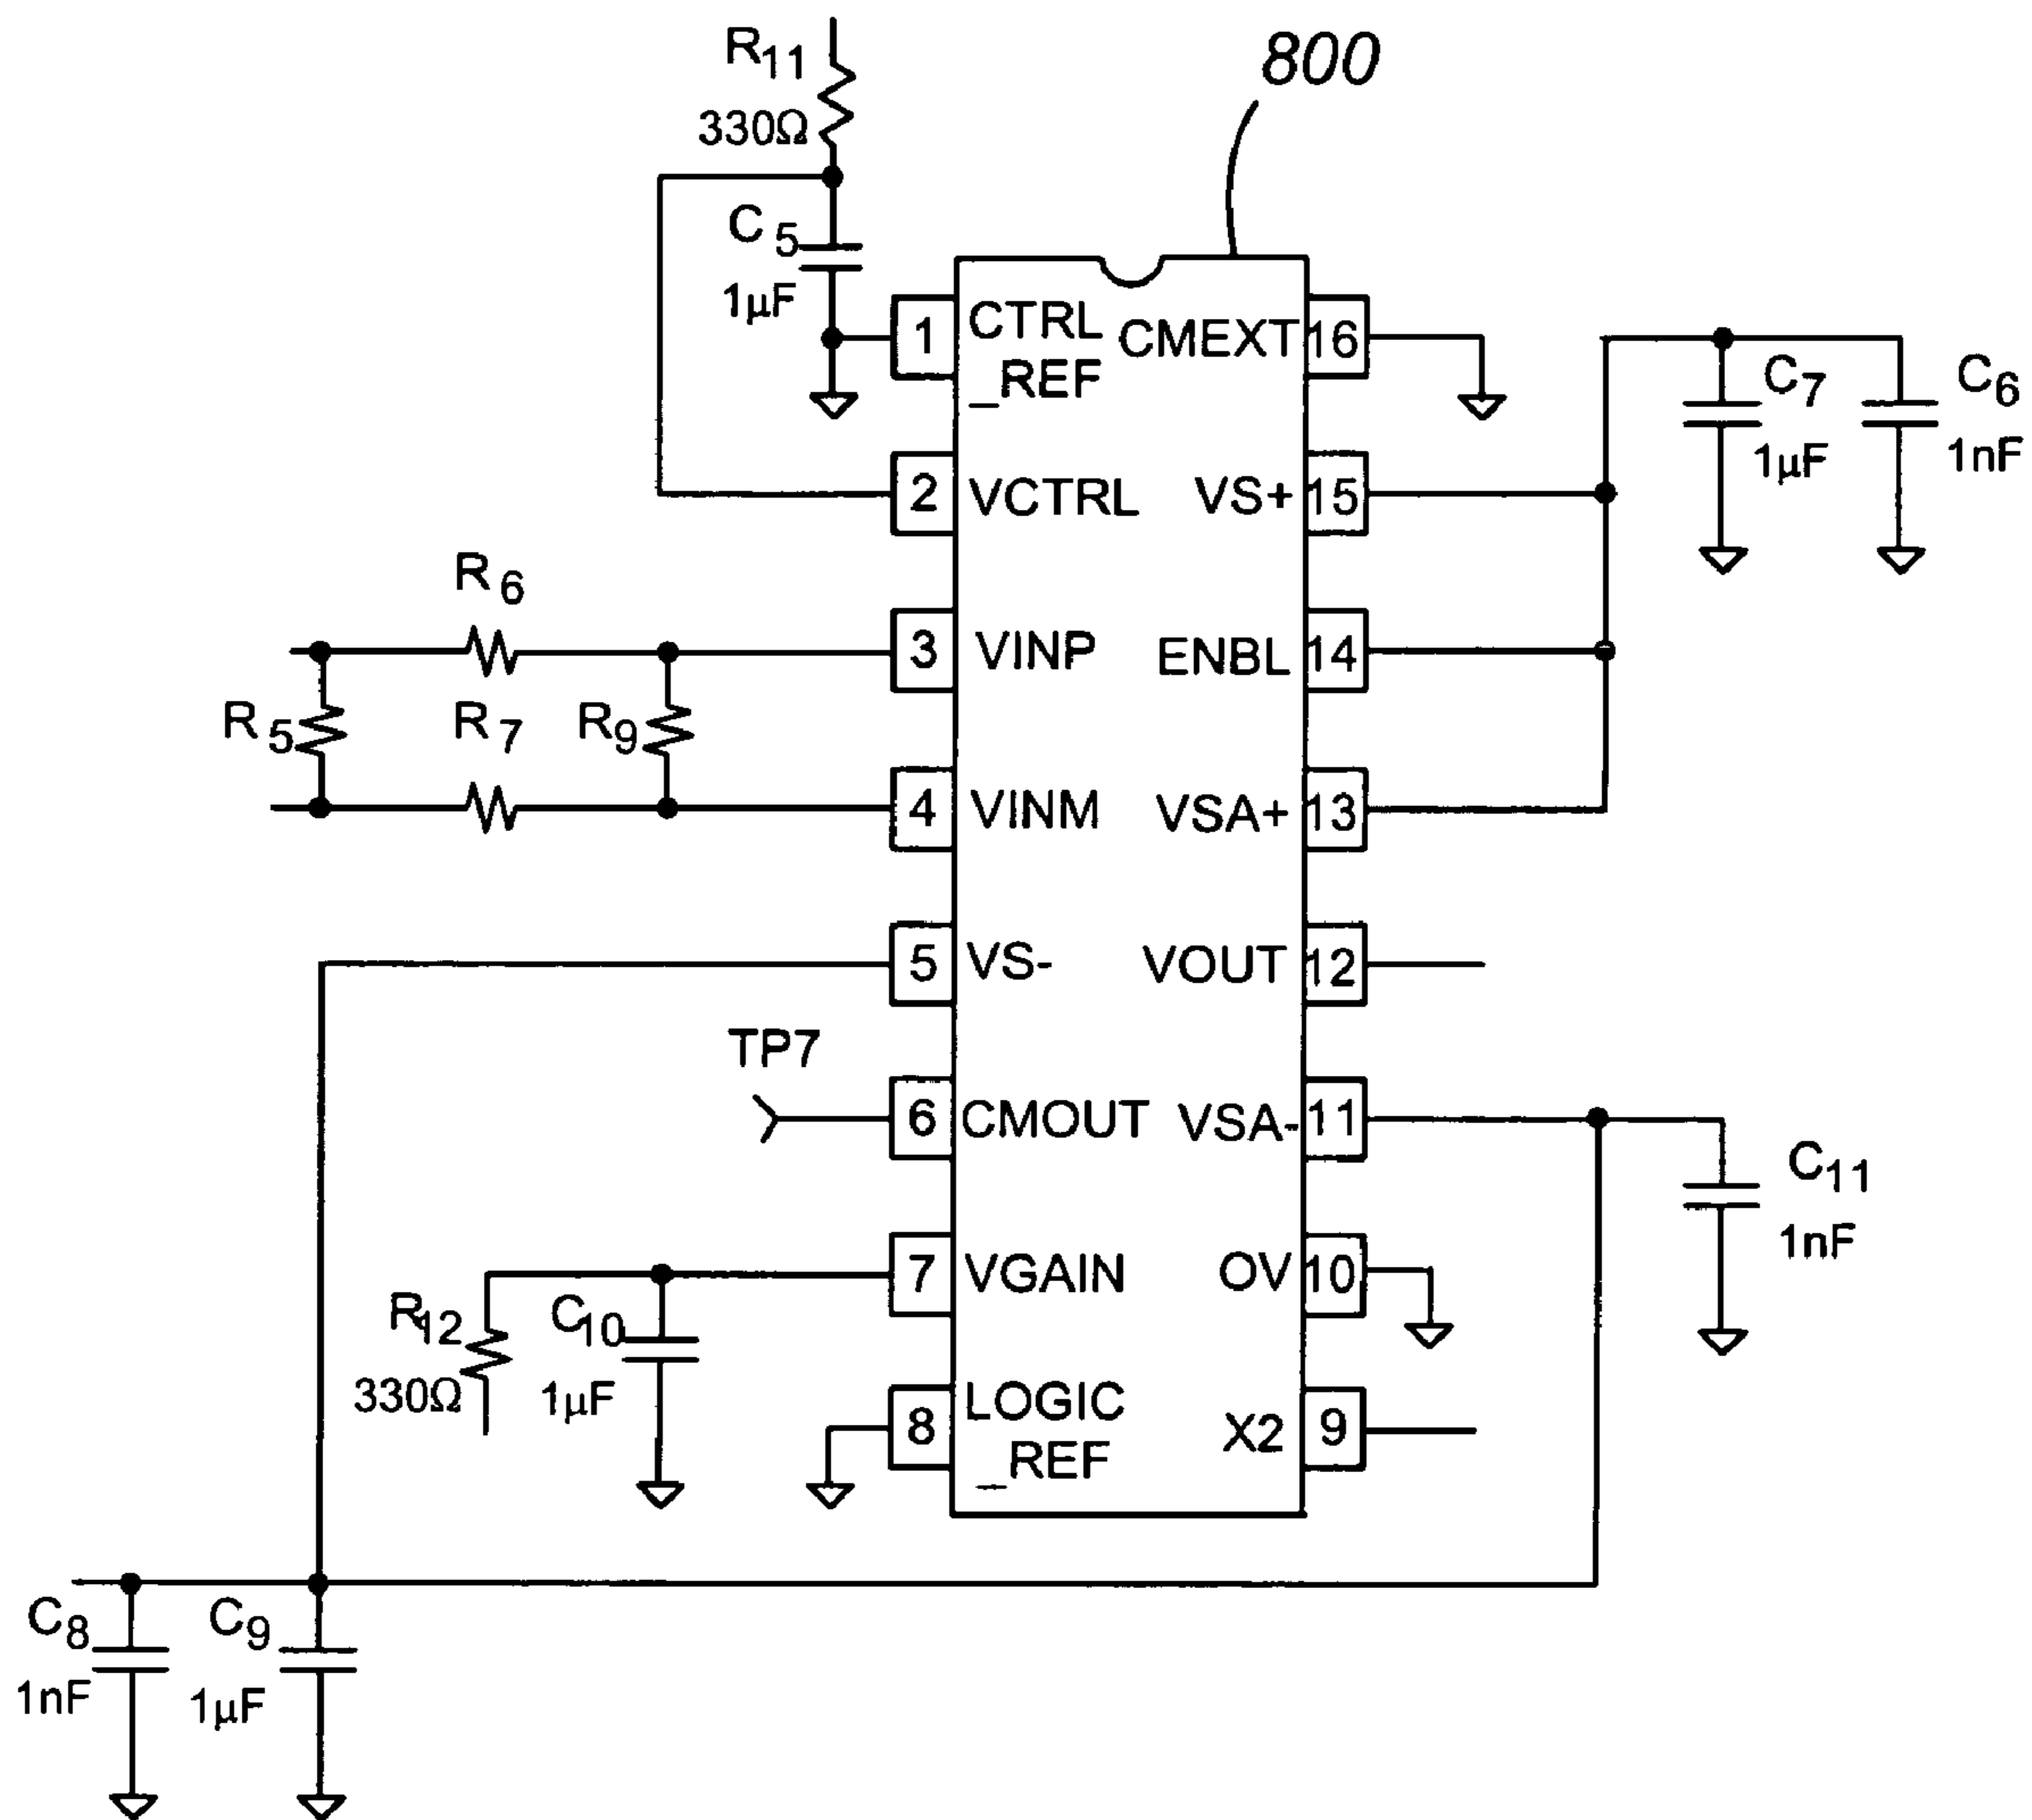 800
R11
330Ω
C5
1µF
1
CTRL
_REF
CMEXT
16
C7
1µF
C6
1nF
2
VCTRL
VS+
15
R6
3
VINP
ENBL
14
R5
R7
R9
4
VINM
VSA+
13
5
VS-
VOUT
12
TP7
6
CMOUT
VSA-
11
C11
1nF
7
VGAIN
OV
10
R12
330Ω
C10
1µF
8
LOGIC
_REF
X2
9
C8
1nF
C9
1µF